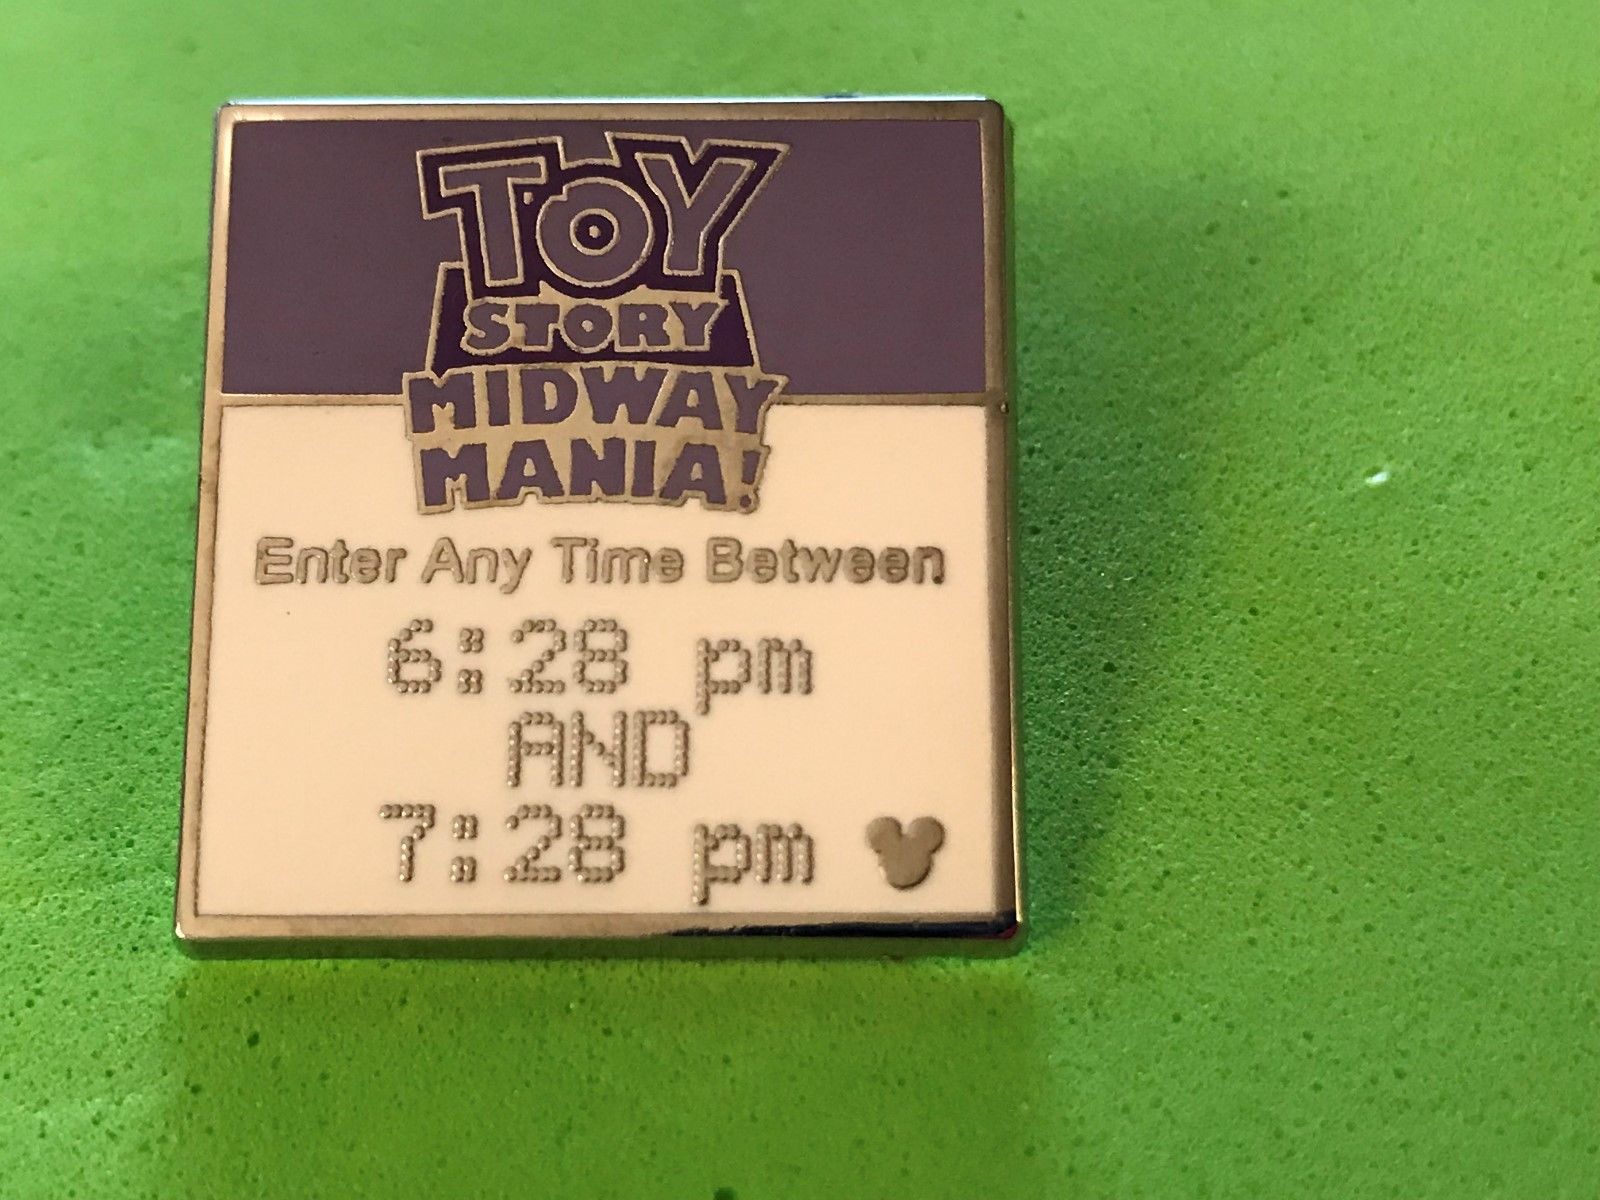 TOY
STORY
MIDWAY
MANIA!
Enter Any Time Between
6:28 pm
AND
7:28 pm